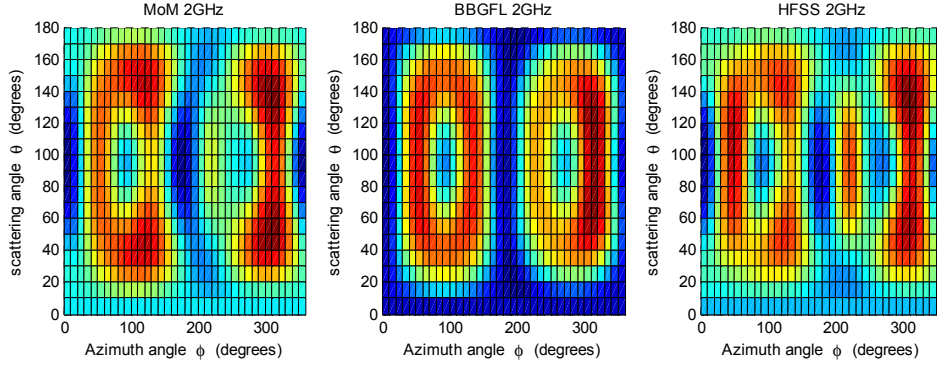 MoM 2GHz
180
160
140
120
100
80
60
40
20
0
scattering angle θ (degrees)
0 100 200 300
Azimuth angle ϕ (degrees)
BBGFL 2GHz
180
160
140
120
100
80
60
40
20
0
scattering angle θ (degrees)
0 100 200 300
Azimuth angle ϕ (degrees)
HFSS 2GHz
180
160
140
120
100
80
60
40
20
0
scattering angle θ (degrees)
0 100 200 300
Azimuth angle ϕ (degrees)